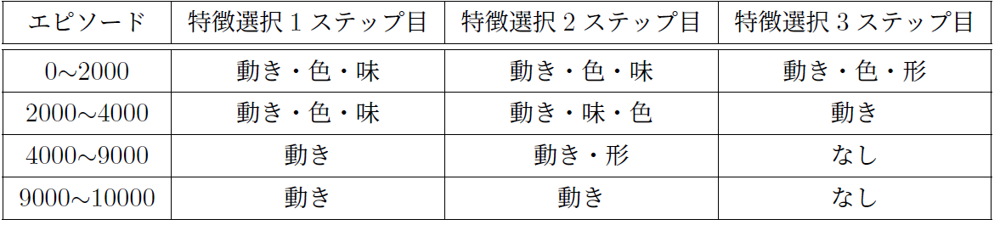 エピソード 特徴選択 1 ステップ目 特徴選択 2 ステップ目 特徴選択 3 ステップ目
0~2000 動き・色・味 動き・色・味 動き・色・形
2000~4000 動き・色・味 動き・味・色 動き
4000~9000 動き 動き・形 なし
9000~10000 動き 動き なし